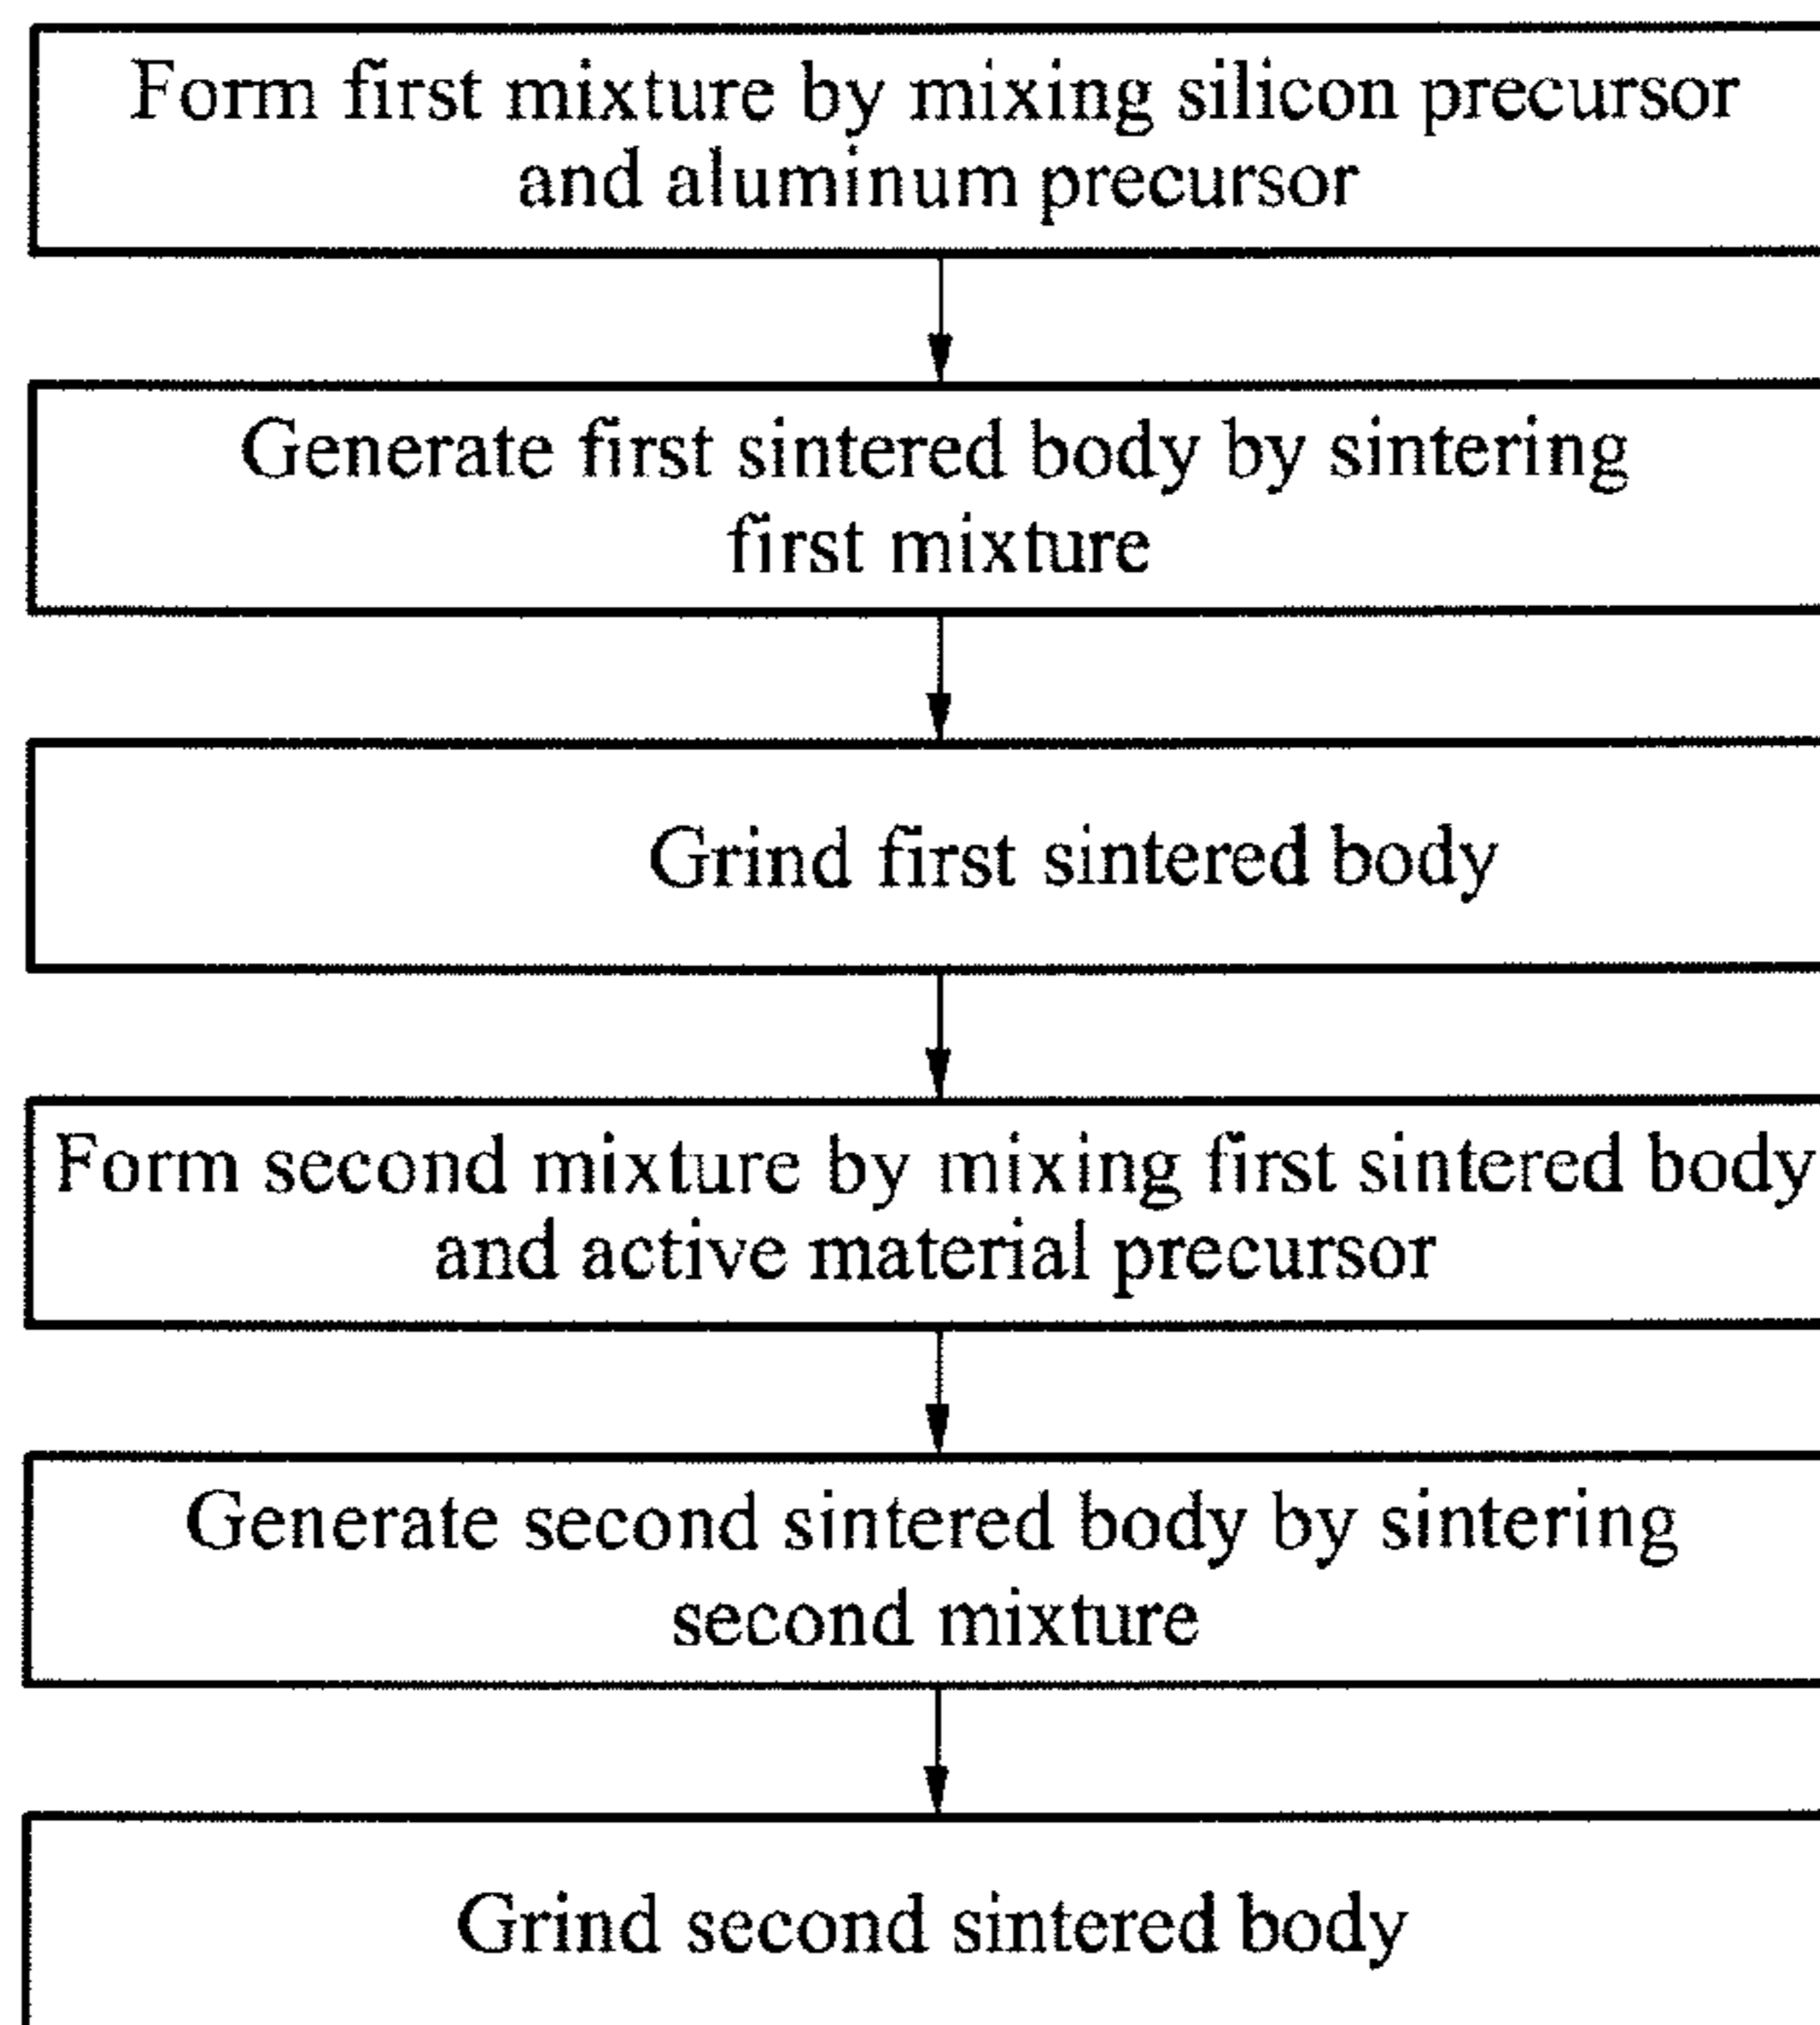 Form first mixture by mixing silicon precursor
and aluminum precursor
Generate first sintered body by sintering
first mixture
Grind first sintered body
Form second mixture by mixing first sintered body
and active material precursor
Generate second sintered body by sintering
second mixture
Grind second sintered body